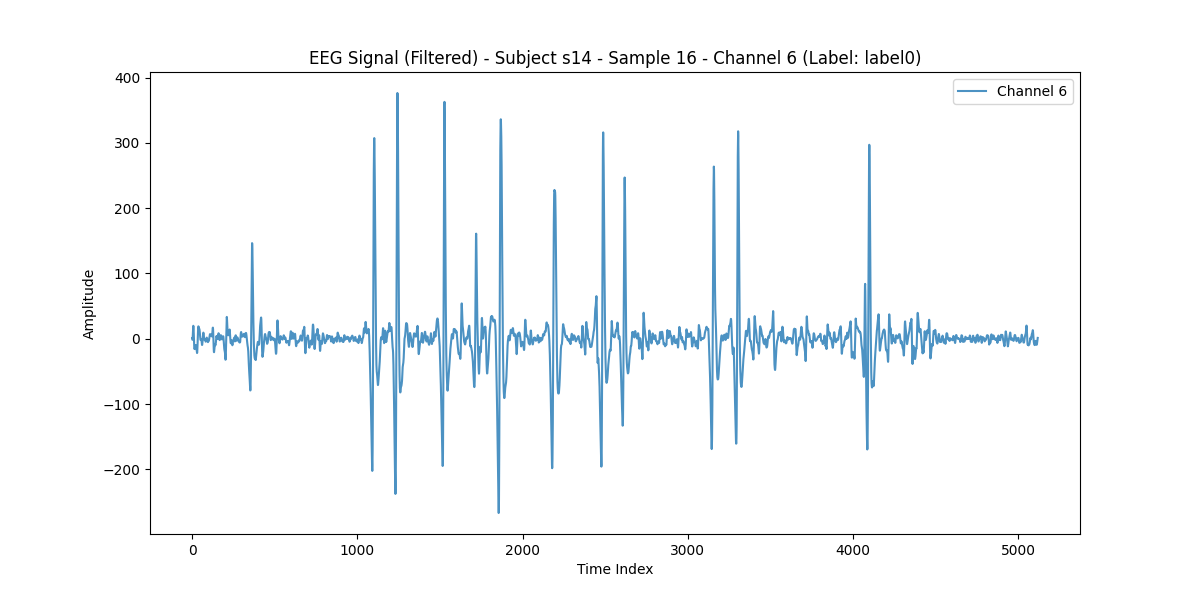 EEG Signal (Filtered) - Subject s14 - Sample 16 - Channel 6 (Label: label0)
Channel 6
400
300
200
100
0
−100
−200
Amplitude
0 1000 2000 3000 4000 5000
Time Index